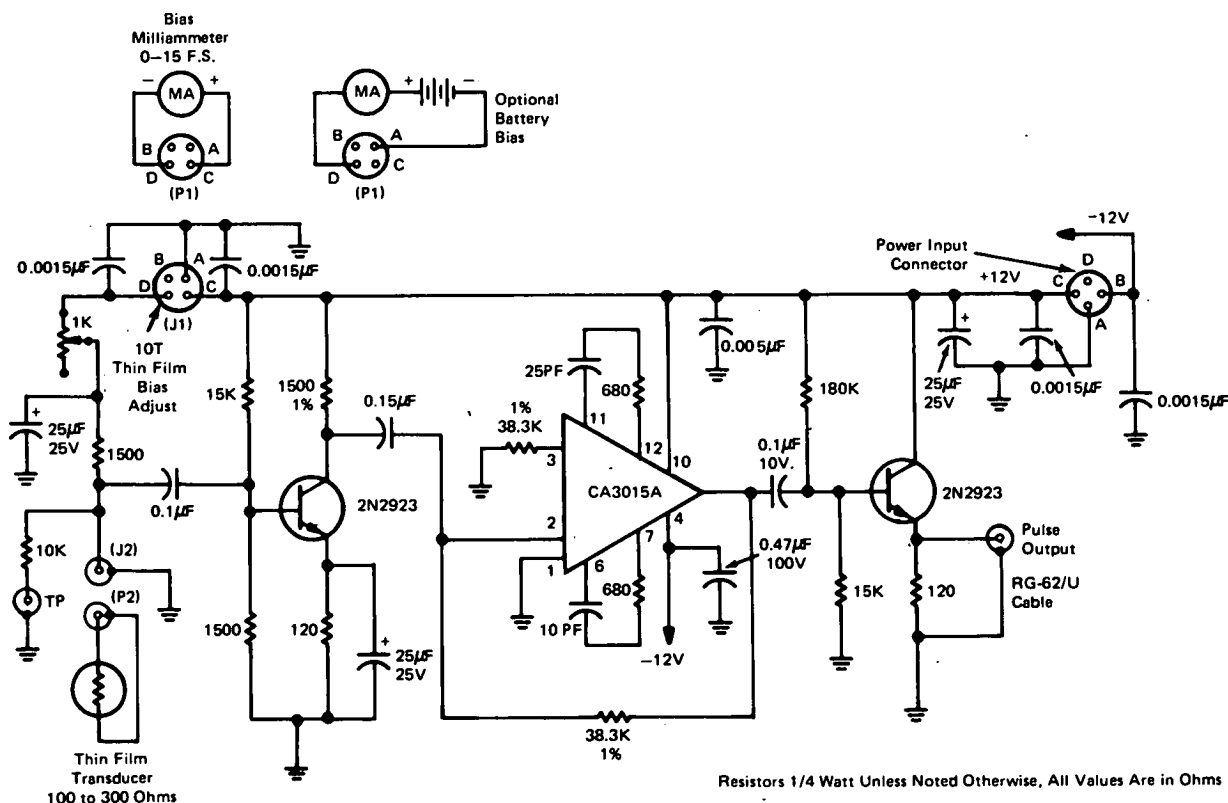 Bias
Milliammeter
0–15 F.S.
− +
MA
B A
D C
(P1)
+ −
MA
Optional
Battery
Bias
B A
D C
(P1)
−12V
Power Input
Connector
+12V
D
C B
A
0.0015µF
B A
D C
0.0015µF
(J1)
1K
10T
Thin Film
Bias
Adjust
+
25µF
25V
1500
0.1µF
10K
(J2)
TP
(P2)
Thin Film
Transducer
100 to 300 Ohms
15K
1500
1%
0.15µF
2N2923
1500
120
+
25µF
25V
1%
38.3K
25PF
680
11
12
3
10
CA3015A
2
4
1
6
7
680
10 PF
−12V
0.47µF
100V
38.3K
1%
0.005µF
180K
0.1µF
10V.
15K
2N2923
120
Pulse
Output
RG-62/U
Cable
+
25µF
25V
0.0015µF
0.0015µF
Resistors 1/4 Watt Unless Noted Otherwise, All Values Are in Ohms